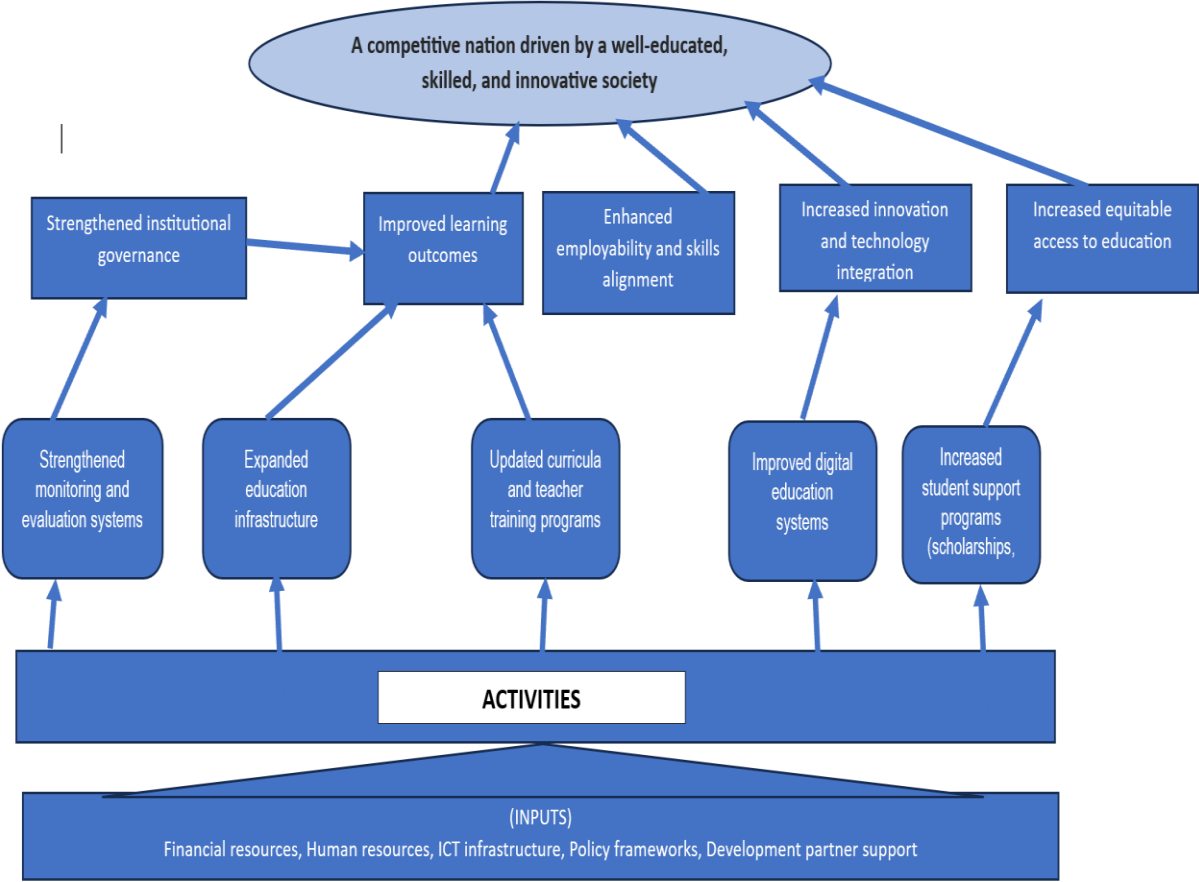 A competitive nation driven by a well-educated,
skilled, and innovative society
Strengthened institutional
governance
Improved learning
outcomes
Enhanced
employability and skills
alignment
Increased innovation
and technology
integration
Increased equitable
access to education
Strengthened
monitoring and
evaluation systems
Expanded
education
infrastructure
Updated curricula
and teacher
training programs
Improved digital
education
systems
Increased
student support
programs
(scholarships,
ACTIVITIES
(INPUTS)
Financial resources, Human resources, ICT infrastructure, Policy frameworks, Development partner support